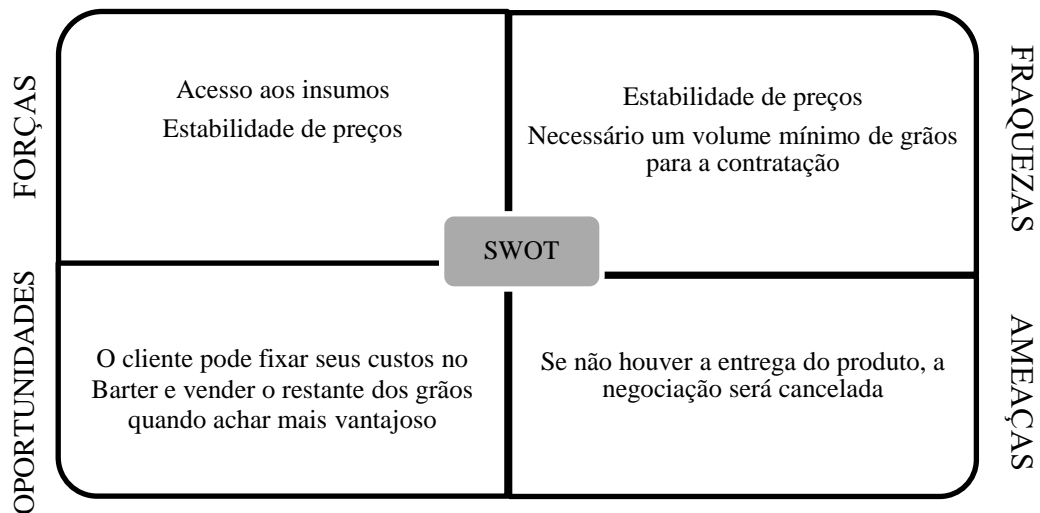 FORÇAS
Acesso aos insumos
Estabilidade de preços
Estabilidade de preços
Necessário um volume mínimo de grãos
para a contratação
FRAQUEZAS
SWOT
OPORTUNIDADES
O cliente pode fixar seus custos no
Barter e vender o restante dos grãos
quando achar mais vantajoso
Se não houver a entrega do produto, a
negociação será cancelada
AMEAÇAS